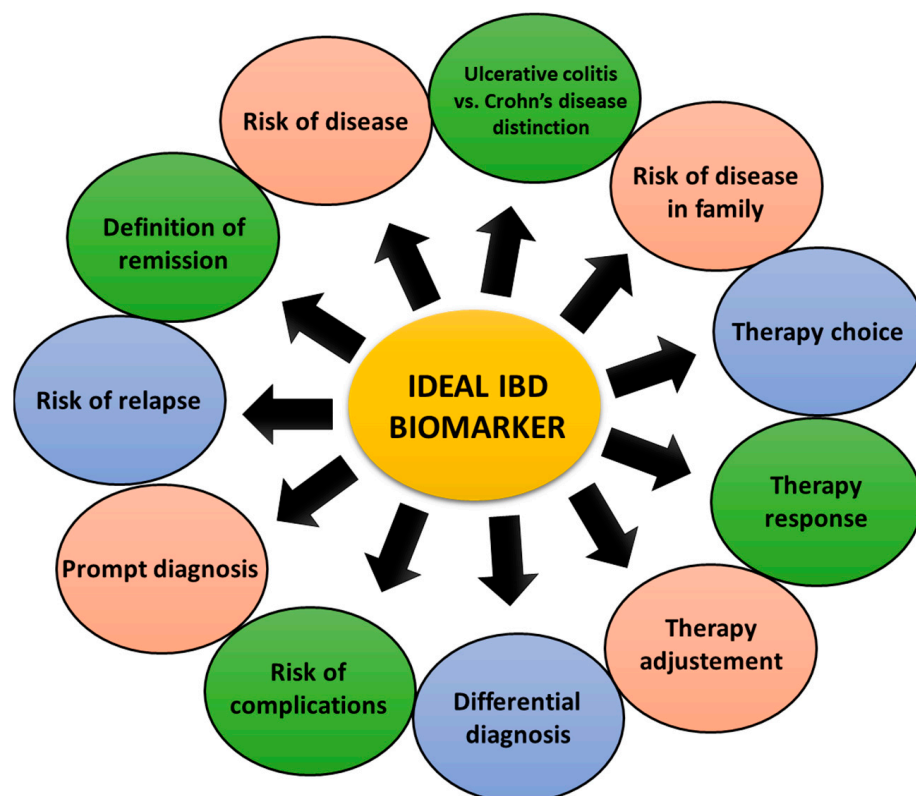 Ulcerative colitis
vs. Crohn's disease
distinction
Risk of disease
Risk of disease
in family
Definition of
remission
Therapy choice
IDEAL IBD
BIOMARKER
Risk of relapse
Therapy
response
Prompt diagnosis
Therapy
adjustement
Risk of
complications
Differential
diagnosis